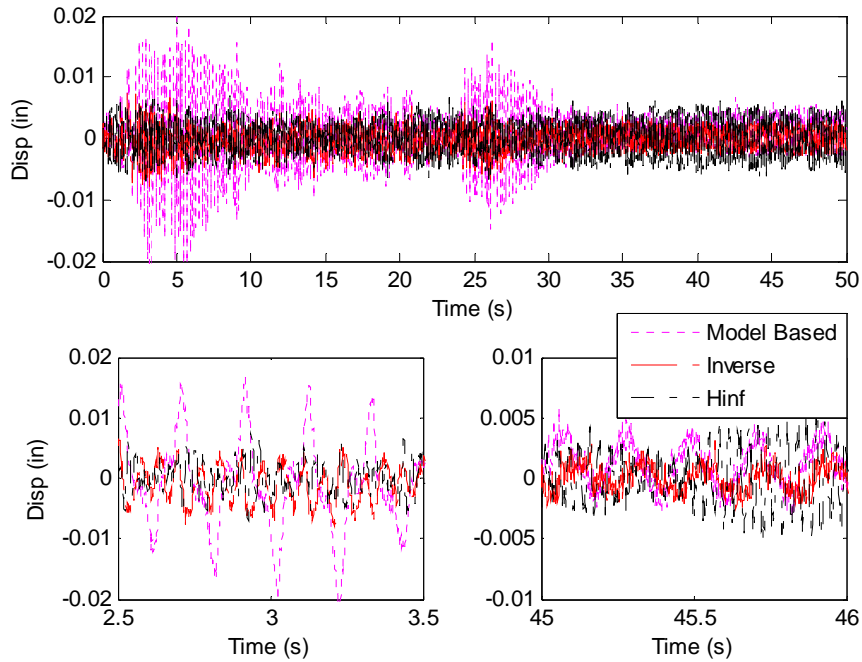 0.02
0.01
0
-0.01
-0.02
Disp (in)
0 5 10 15 20 25 30 35 40 45 50
Time (s)
Model Based
Inverse
Hinf
0.02
0.01
0
-0.01
-0.02
Disp (in)
2.5 3 3.5
Time (s)
0.01
0.005
0
-0.005
-0.01
45 45.5 46
Time (s)